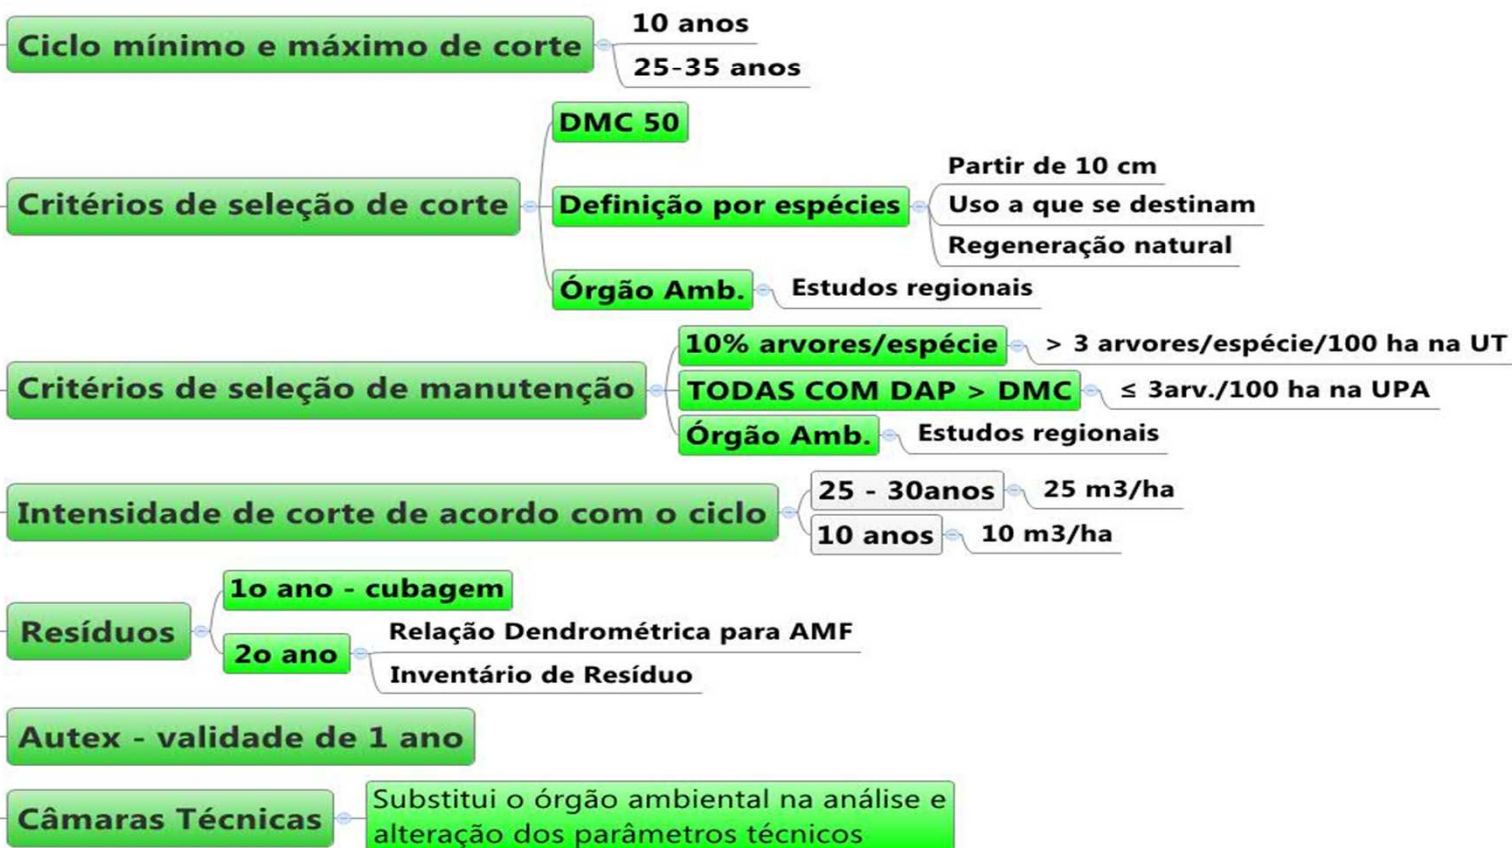 Ciclo mínimo e máximo de corte
10 anos
25-35 anos
Critérios de seleção de corte
DMC 50
Definição por espécies
Partir de 10 cm
Uso a que se destinam
Regeneração natural
Órgão Amb.
Estudos regionais
Critérios de seleção de manutenção
10% arvores/espécie
> 3 arvores/espécie/100 ha na UT
TODAS COM DAP > DMC
≤ 3arv./100 ha na UPA
Órgão Amb.
Estudos regionais
Intensidade de corte de acordo com o ciclo
25 - 30anos
25 m3/ha
10 anos
10 m3/ha
Resíduos
1o ano - cubagem
2o ano
Relação Dendrométrica para AMF
Inventário de Resíduo
Autex - validade de 1 ano
Câmaras Técnicas
Substitui o órgão ambiental na análise e
alteração dos parâmetros técnicos